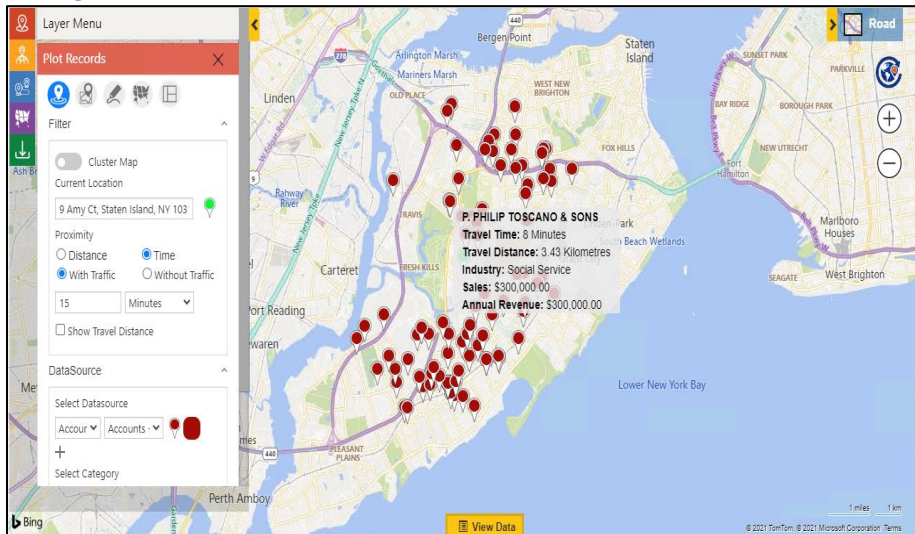 Layer Menu
Plot Records
X
Filter
Cluster Map
Current Location
9 Amy Ct, Staten Island, NY 103
Proximity
Distance
Time
With Traffic
Without Traffic
15
Minutes
Show Travel Distance
DataSource
Select Datasource
Accour
Accounts -
+
Select Category
Bing
440
Bergen Point
Staten
Island
Road
Arlington Marsh
278
Mariners Marsh
OLD PLACE
WEST NEW
BRIGHTON
SUNSET PARK
PARKVILLE
BAY RIDGE
BOROUGH PARK
Linden
FOX HILLS
NEW UTRECHT
Fort
Hamilton
9
Rahway
River
TRAVIS
Marlboro
Houses
P. PHILIP TOSCANO & SONS
Travel Time: 8 Minutes
Travel Distance: 3.43 Kilometres
Industry: Social Service
Sales: $300,000.00
Annual Revenue: $300,000.00
Beach Wetlands
Carteret
FRESH KILLS
SEAGATE
West Brighton
Port Reading
Lower New York Bay
440
PLEASANT
PLAINS
Perth Amboy
View Data
1 miles
1 km
© 2021 TomTom, © 2021 Microsoft Corporation Terms